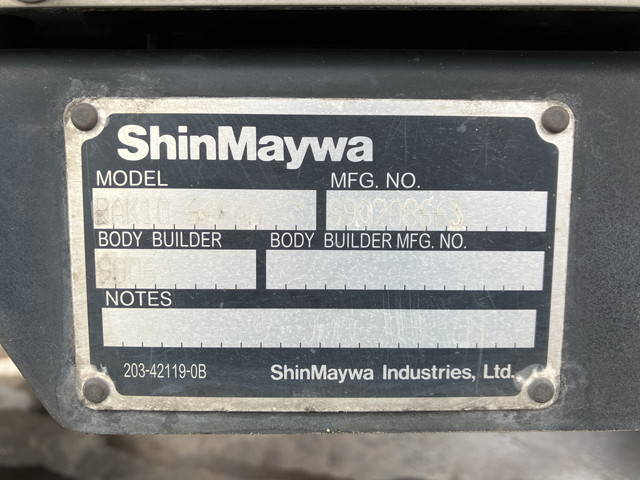 ShinMaywa
MODEL MFG. NO.
BODY BUILDER BODY BUILDER MFG. NO.
NOTES
203-42119-0B ShinMaywa Industries, Ltd.